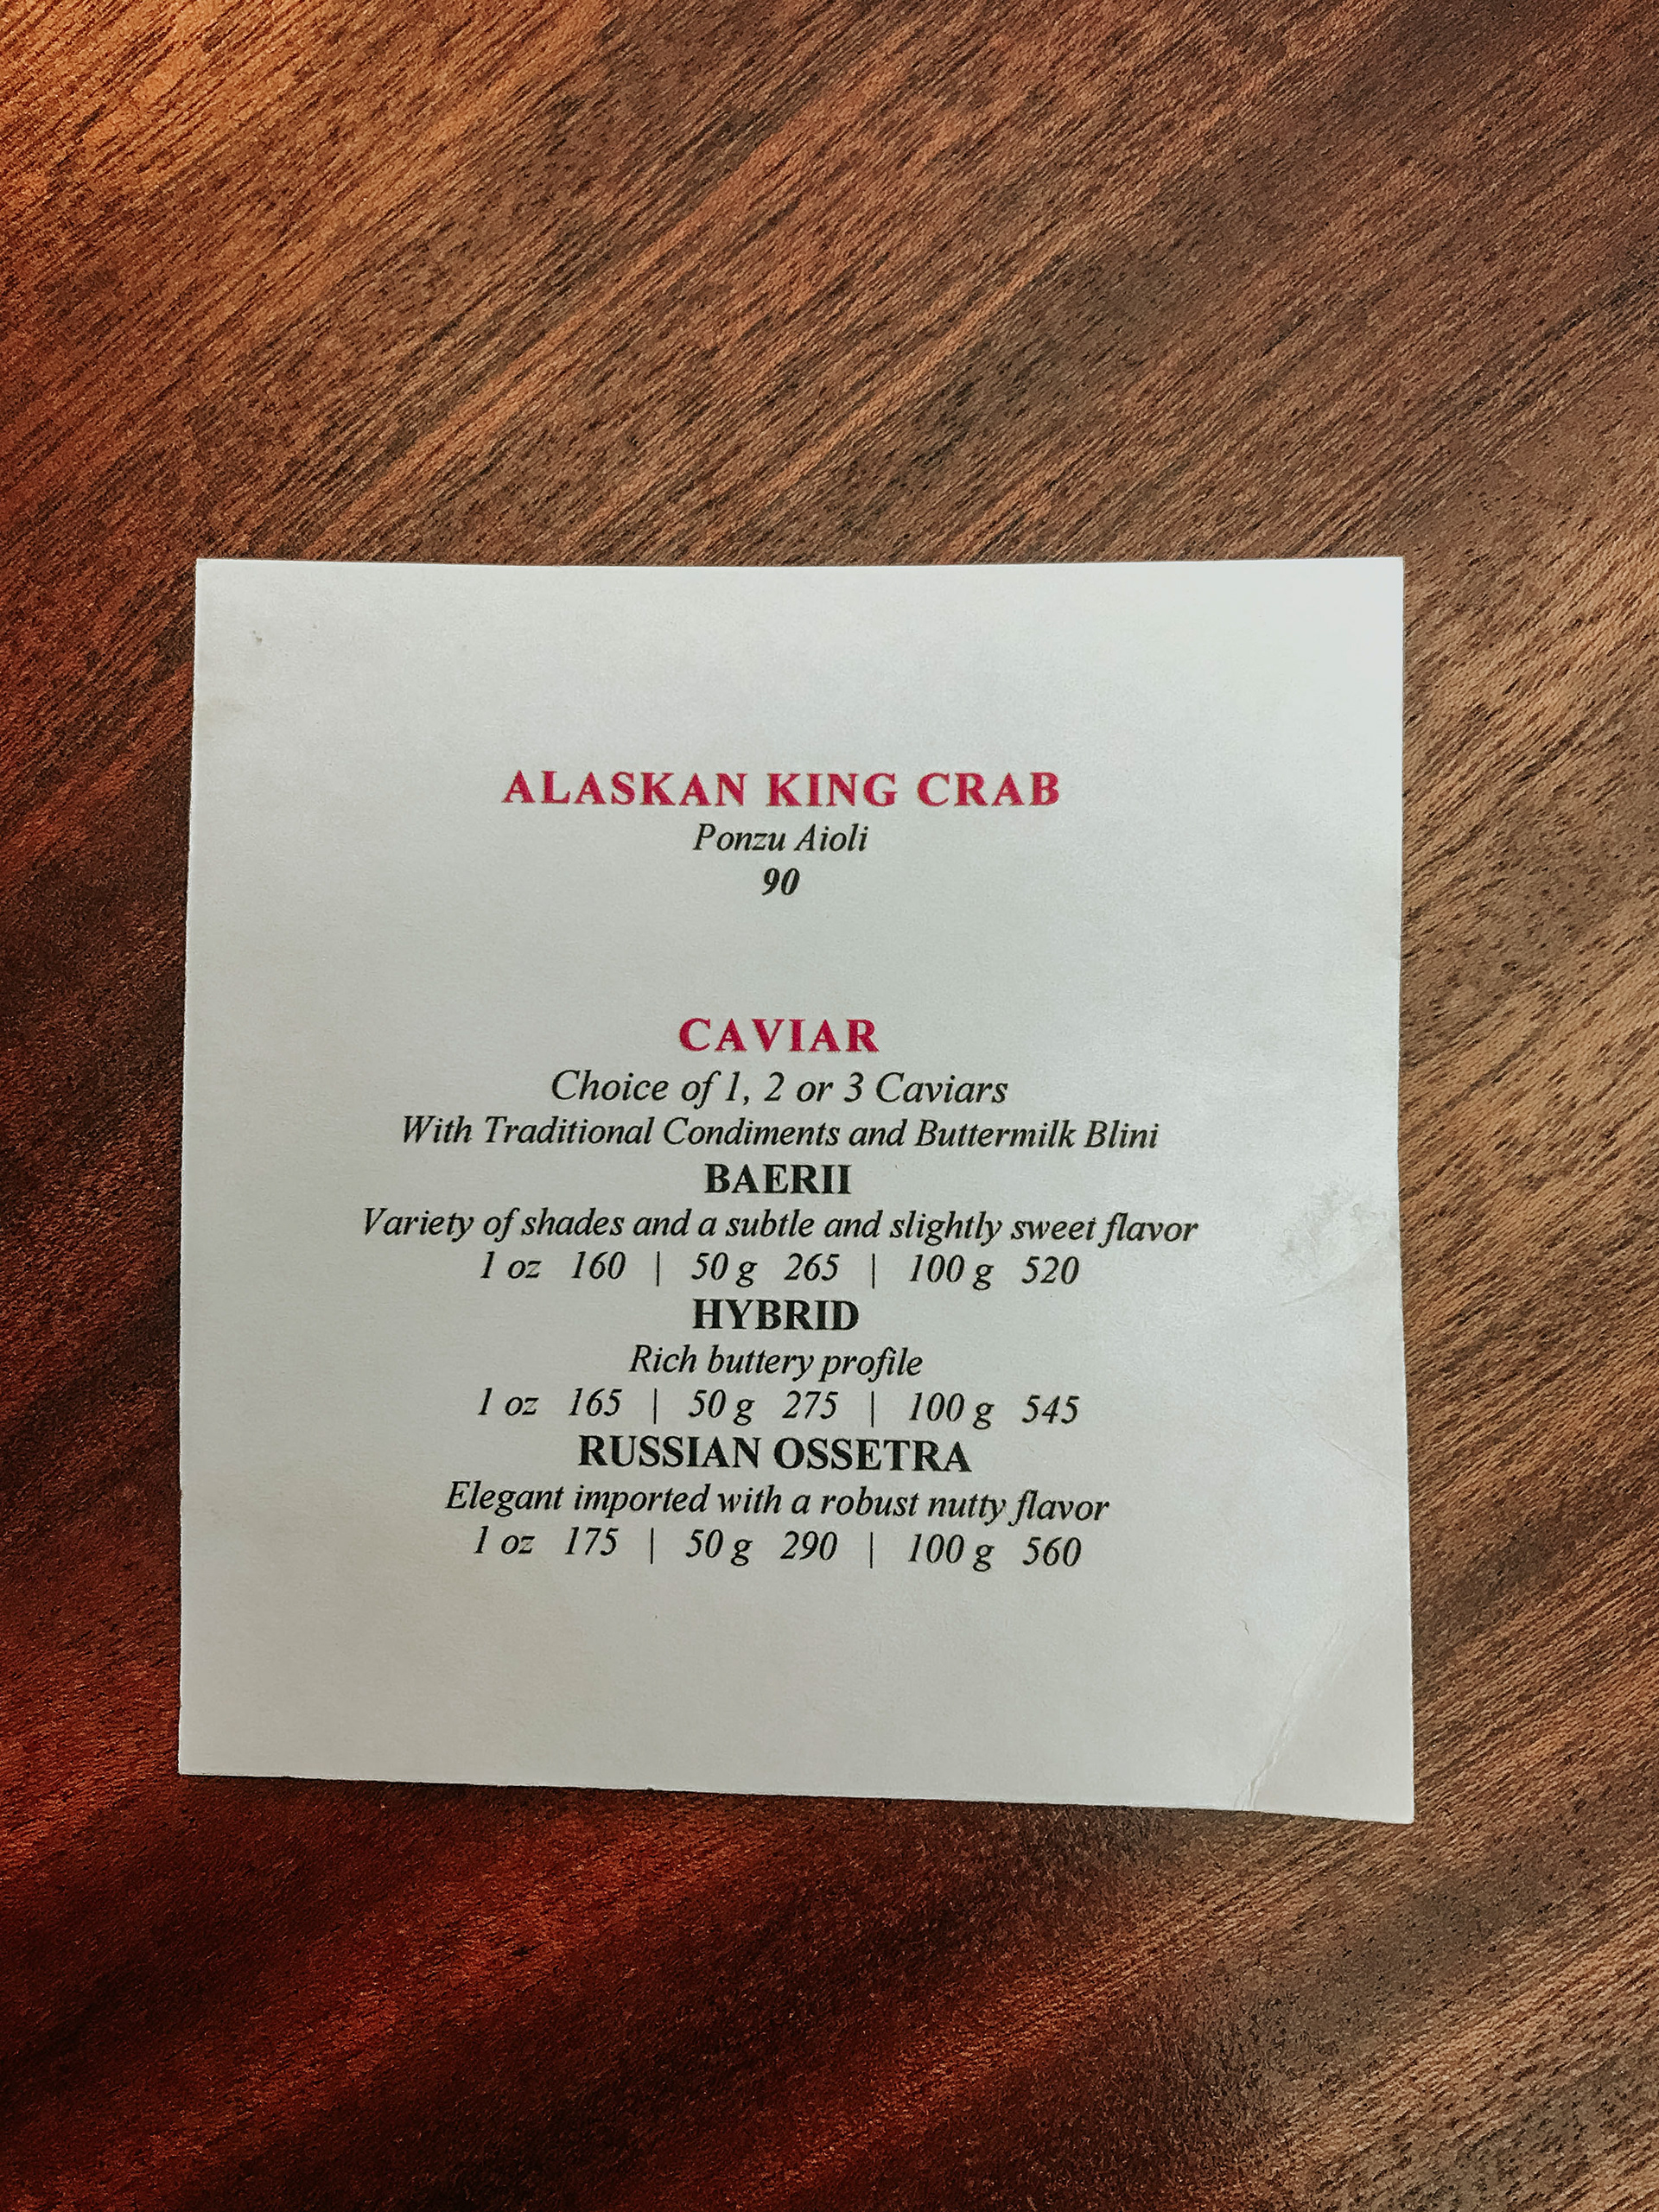 ALASKAN KING CRAB
Ponzu Aioli
90
CAVIAR
Choice of 1, 2 or 3 Caviars
With Traditional Condiments and Buttermilk Blini
BAERII
Variety of shades and a subtle and slightly sweet flavor
1 oz 160 | 50 g 265 | 100 g 520
HYBRID
Rich buttery profile
1 oz 165 | 50 g 275 | 100 g 545
RUSSIAN OSSETRA
Elegant imported with a robust nutty flavor
1 oz 175 | 50 g 290 | 100 g 560